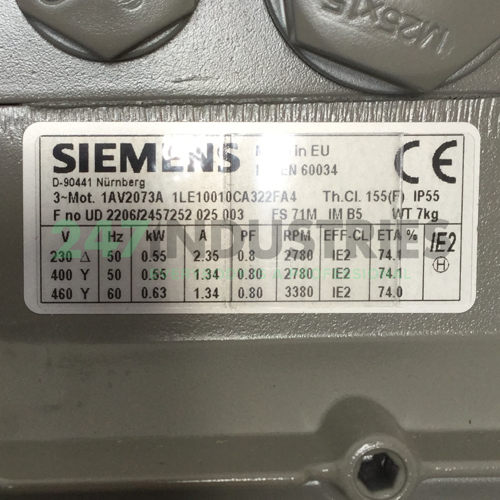 M25x1.5
SIEMENS
Made in EU
D-90441 Nürnberg
EN 60034
CE
3~Mot. 1AV2073A 1LE10010CA322FA4 Th.Cl. 155(F) IP55
F no UD 2206/2457252 025 003 FS 71M IM B5 WT 7kg
V Hz kW A PF RPM EFF-CL ETA % IE2
230 Δ 50 0.55 2.35 0.8 2780 IE2 74.1
400 Y 50 0.55 1.34 0.80 2780 IE2 74.1
460 Y 60 0.63 1.34 0.80 3380 IE2 74.0
H
247 INDUSTRIES